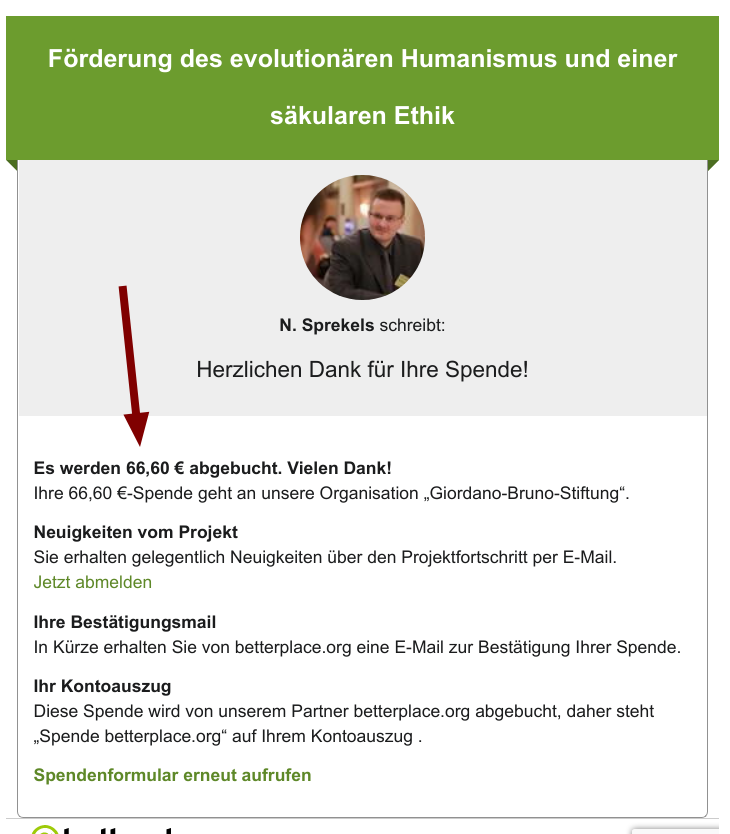 Förderung des evolutionären Humanismus und einer
säkularen Ethik
N. Sprekels schreibt:
Herzlichen Dank für Ihre Spende!
Es werden 66,60 € abgebucht. Vielen Dank!
Ihre 66,60 €-Spende geht an unsere Organisation „Giordano-Bruno-Stiftung“.
Neuigkeiten vom Projekt
Sie erhalten gelegentlich Neuigkeiten über den Projektfortschritt per E-Mail.
Jetzt abmelden
Ihre Bestätigungsmail
In Kürze erhalten Sie von betterplace.org eine E-Mail zur Bestätigung Ihrer Spende.
Ihr Kontoauszug
Diese Spende wird von unserem Partner betterplace.org abgebucht, daher steht
„Spende betterplace.org“ auf Ihrem Kontoauszug .
Spendenformular erneut aufrufen